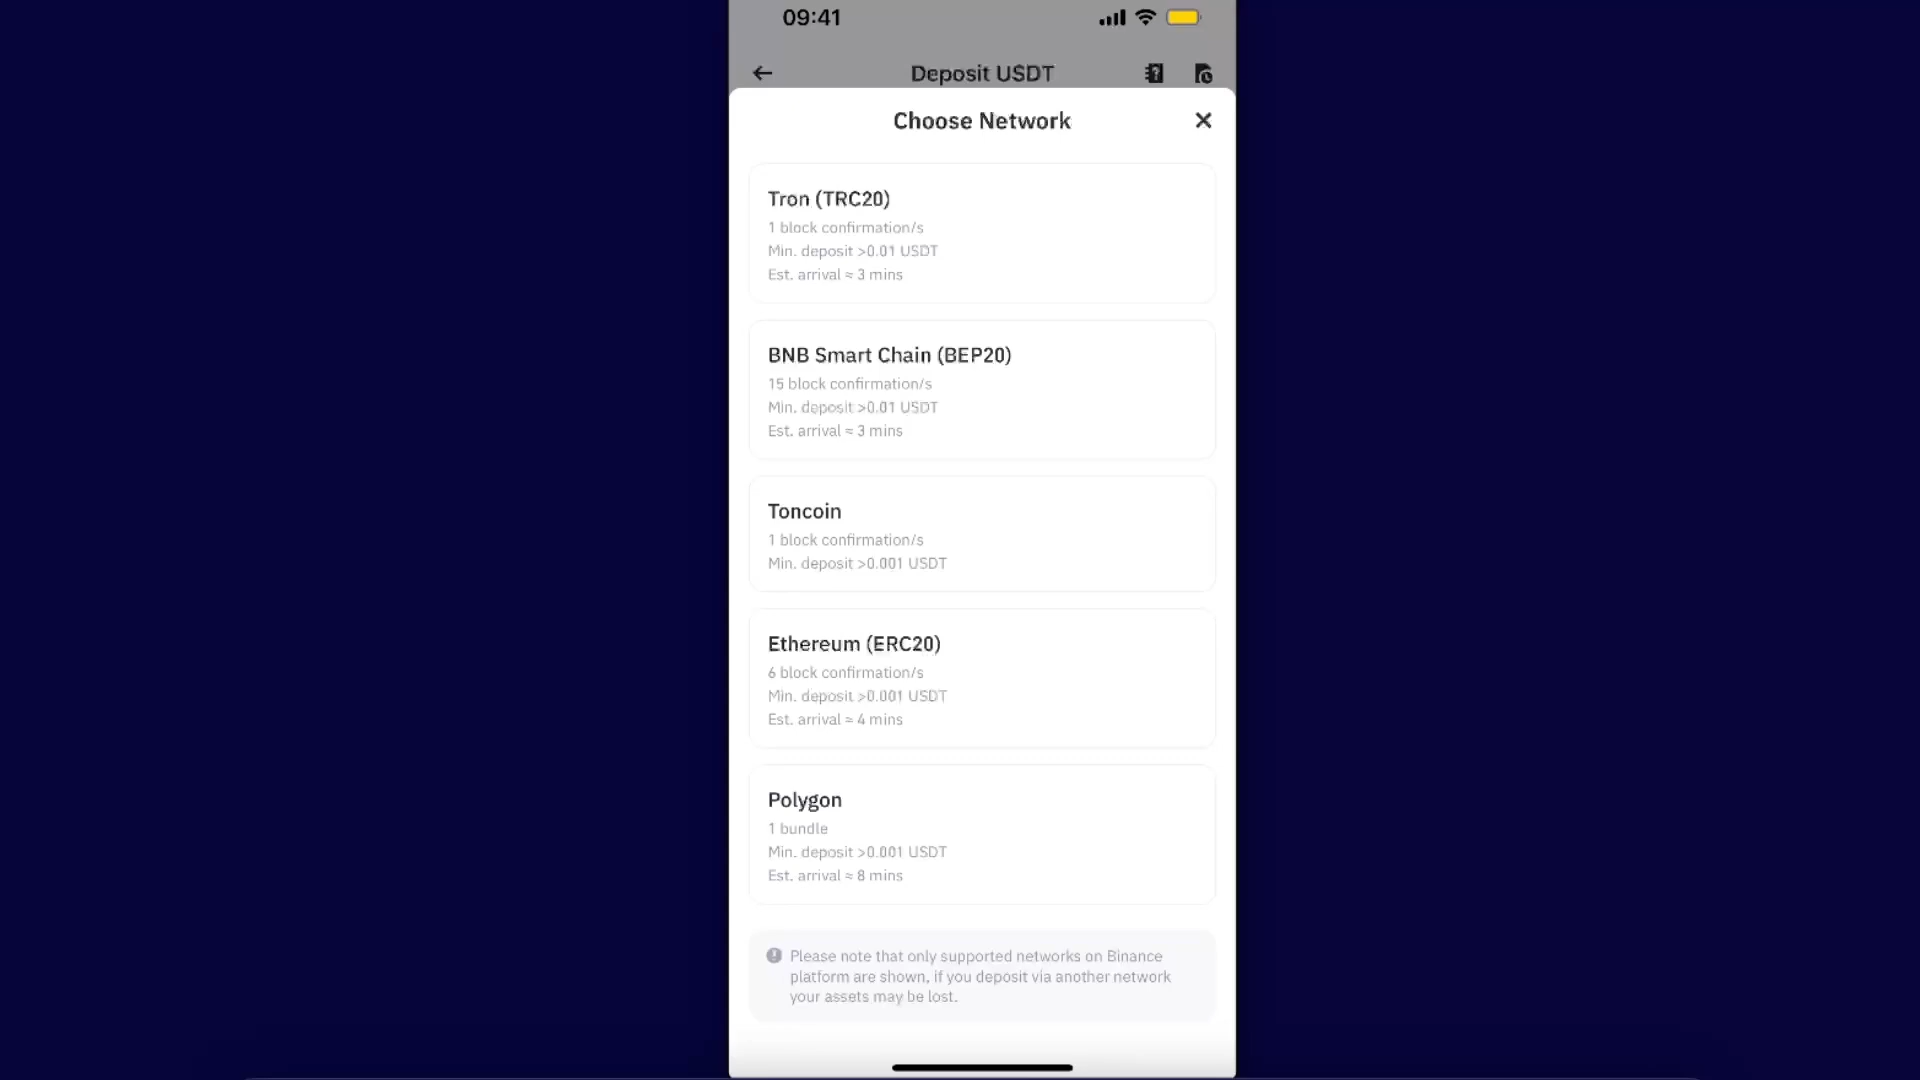 09:41
Deposit USDT
Choose Network
Tron (TRC20)
1 block confirmation/s
Min. deposit >0.01 USDT
Est. arrival ≈ 3 mins
BNB Smart Chain (BEP20)
15 block confirmation/s
Min. deposit >0.01 USDT
Est. arrival ≈ 3 mins
Toncoin
1 block confirmation/s
Min. deposit >0.001 USDT
Ethereum (ERC20)
6 block confirmation/s
Min. deposit >0.001 USDT
Est. arrival ≈ 4 mins
Polygon
1 bundle
Min. deposit >0.001 USDT
Est. arrival ≈ 8 mins
Please note that only supported networks on Binance
platform are shown, if you deposit via another network
your assets may be lost.